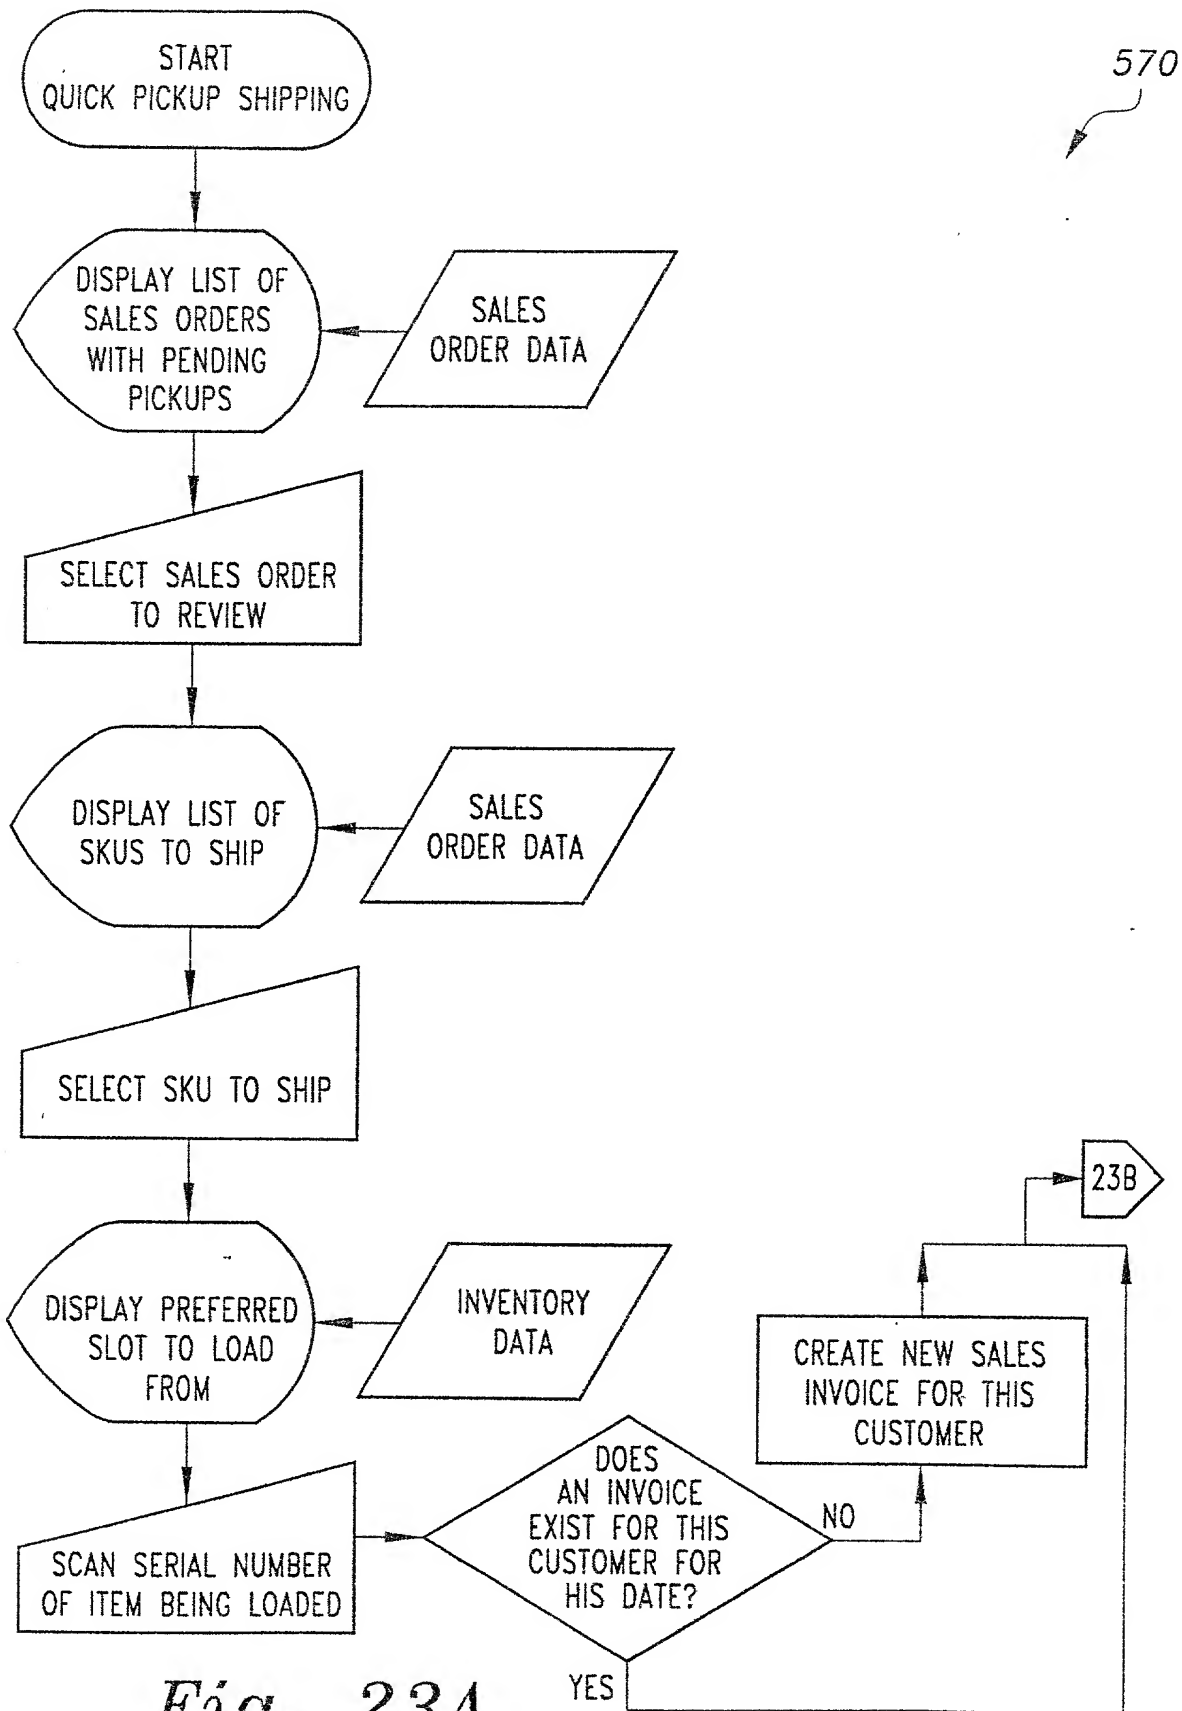 START
QUICK PICKUP SHIPPING
570
DISPLAY LIST OF
SALES ORDERS
WITH PENDING
PICKUPS
SALES
ORDER DATA
SELECT SALES ORDER
TO REVIEW
DISPLAY LIST OF
SKUS TO SHIP
SALES
ORDER DATA
SELECT SKU TO SHIP
23B
DISPLAY PREFERRED
SLOT TO LOAD
FROM
INVENTORY
DATA
CREATE NEW SALES
INVOICE FOR THIS
CUSTOMER
SCAN SERIAL NUMBER
OF ITEM BEING LOADED
DOES
AN INVOICE
EXIST FOR THIS
CUSTOMER FOR
HIS DATE?
NO
YES
Fig. 23A